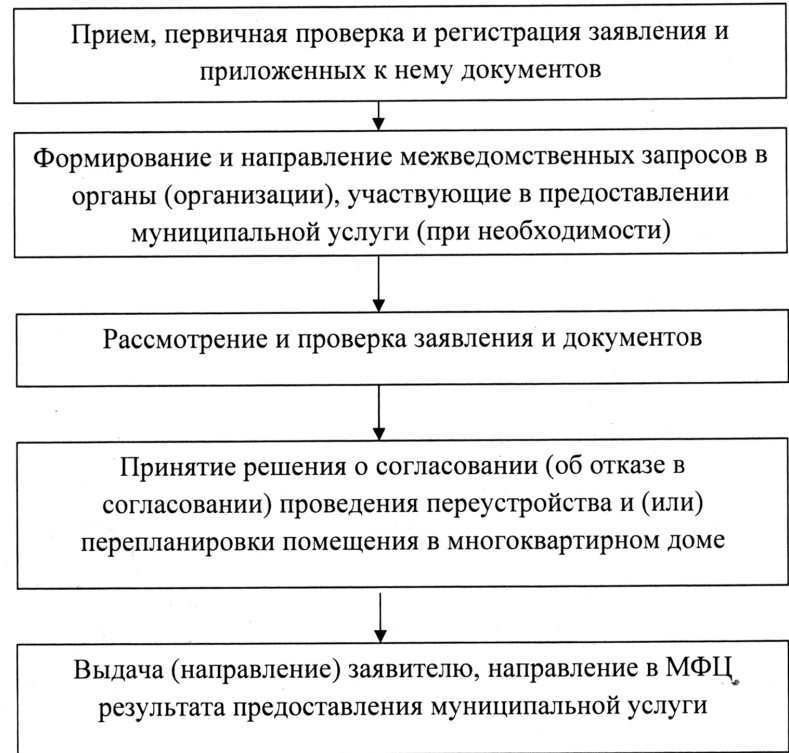 Прием, первичная проверка и регистрация заявления и
приложенных к нему документов
Формирование и направление межведомственных запросов в
органы (организации), участвующие в предоставлении
муниципальной услуги (при необходимости)
Рассмотрение и проверка заявления и документов
Принятие решения о согласовании (об отказе в
согласовании) проведения переустройства и (или)
перепланировки помещения в многоквартирном доме
Выдача (направление) заявителю, направление в МФЦ
результата предоставления муниципальной услуги